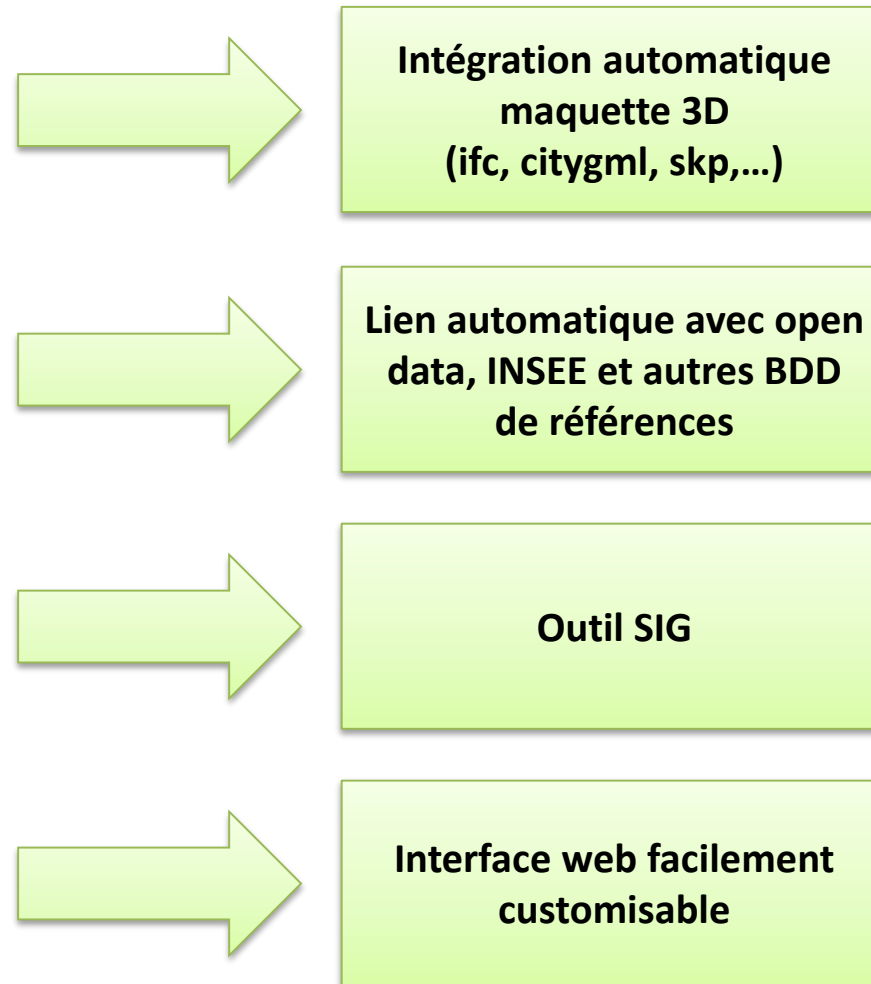 Intégration automatique
maquette 3D
(ifc, citygml, skp,…)
Lien automatique avec open
data, INSEE et autres BDD
de références
Outil SIG
Interface web facilement
customisable